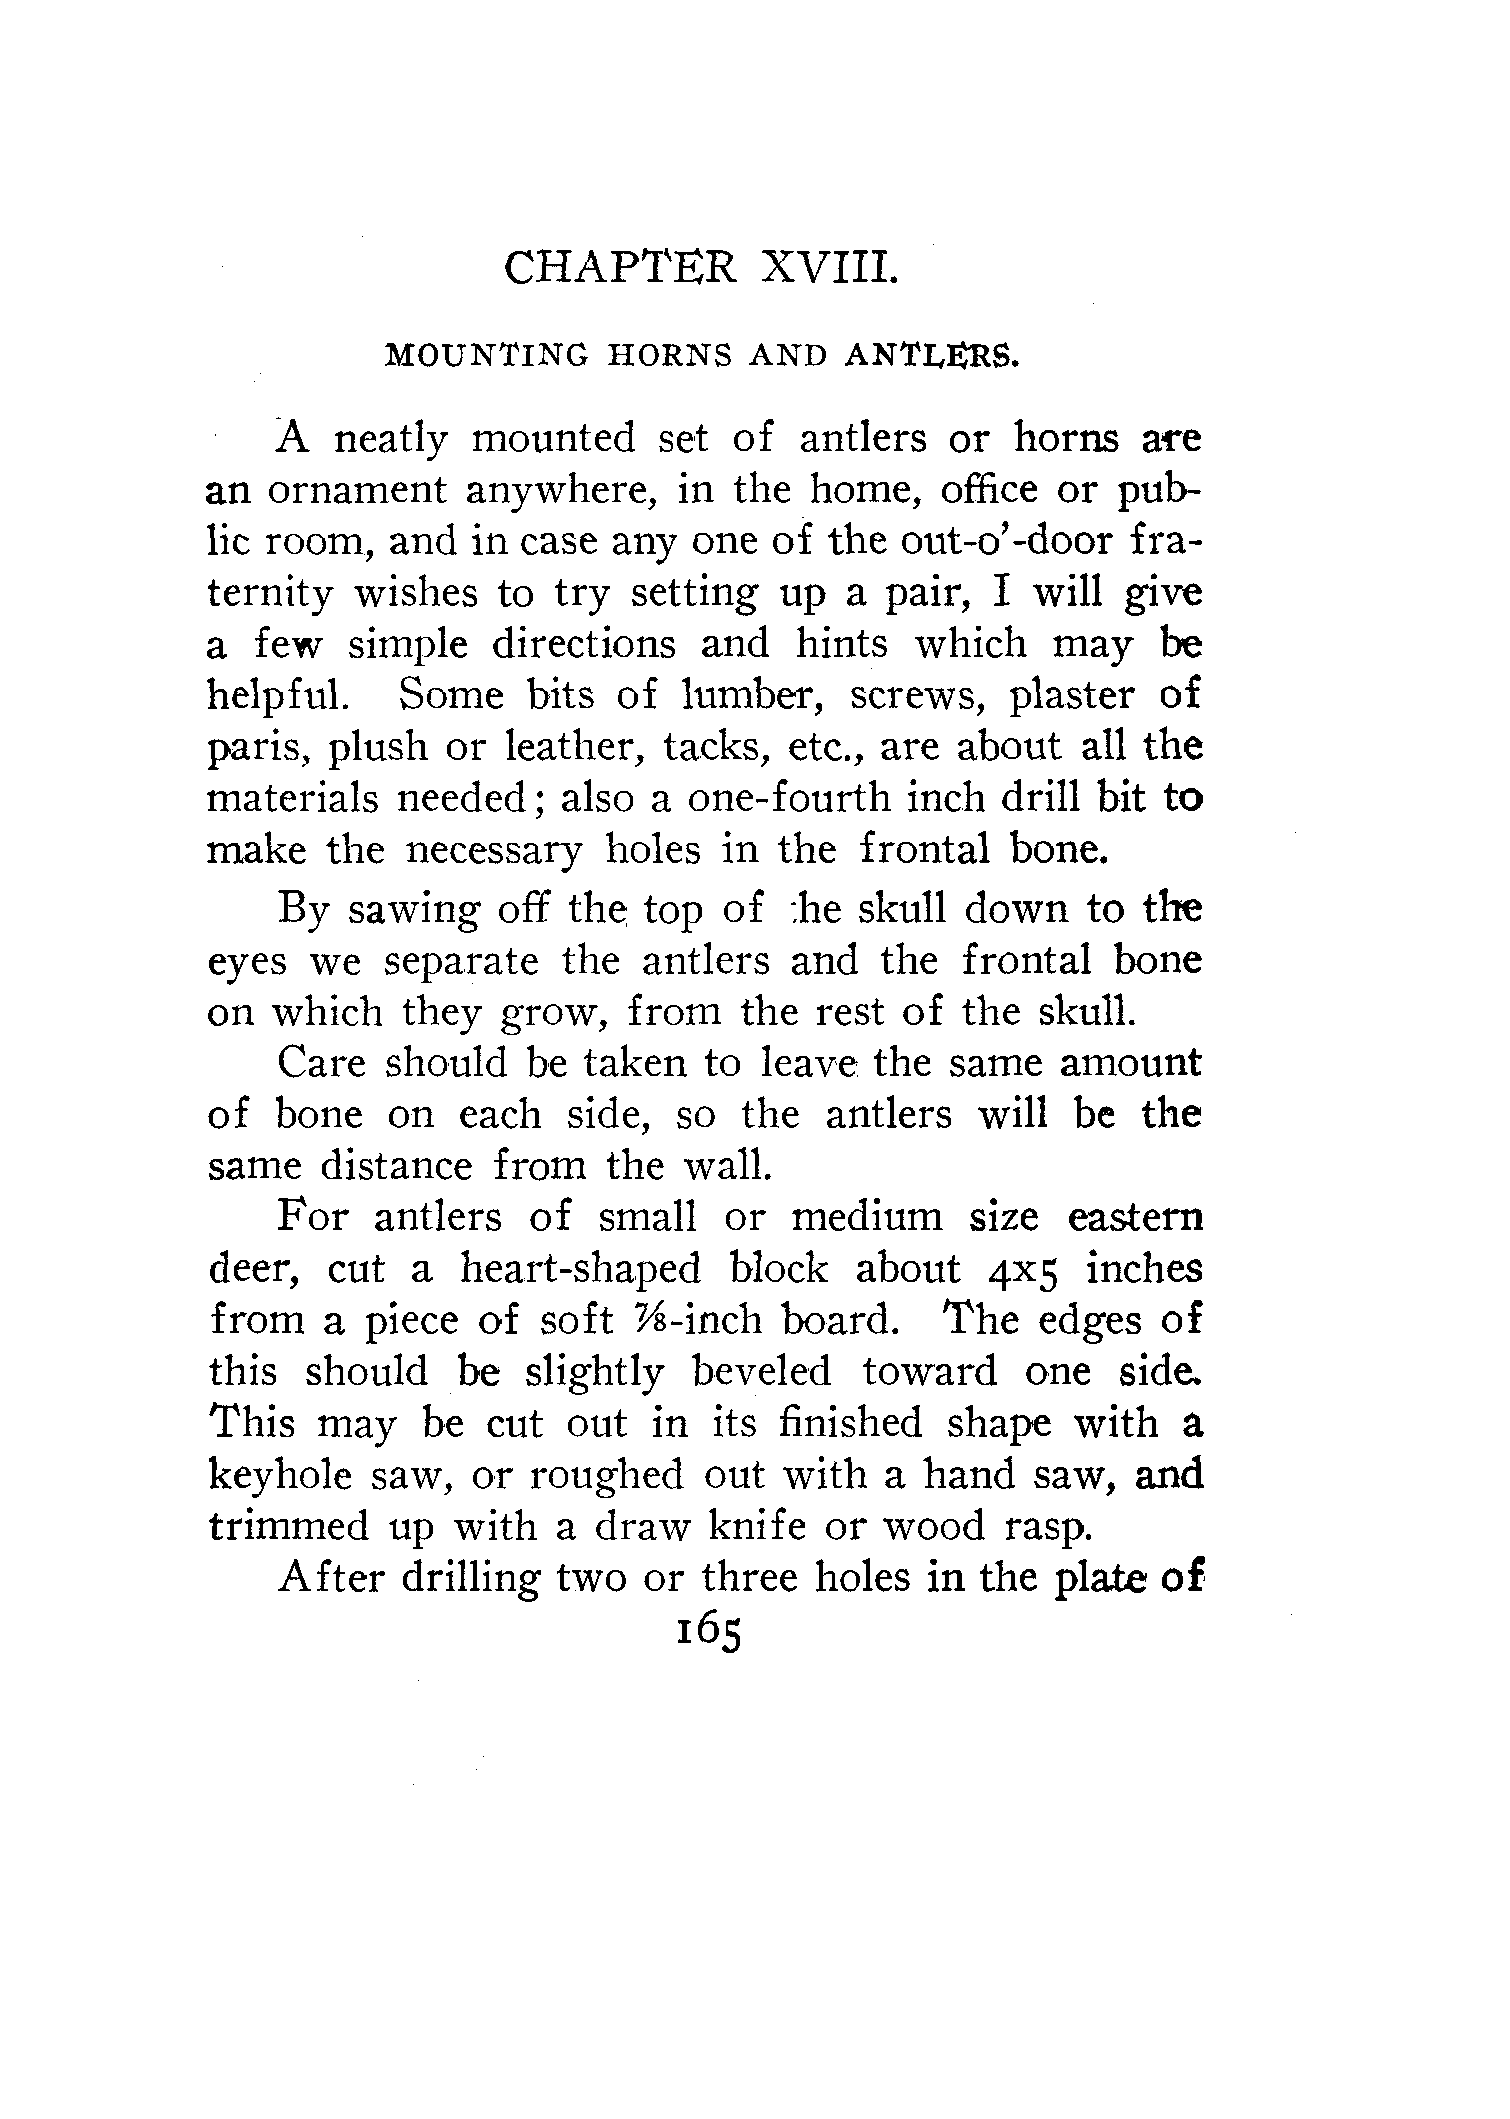 CHAPTER XVIII.
MOUNTING HORNS AND ANTLERS.
A neatly mounted set of antlers or horns are
an ornament anywhere, in the home, office or pub-
lic room, and in case any one of the out-o'-door fra-
ternity wishes to try setting up a pair, I will give
a few simple directions and hints which may be
helpful. Some bits of lumber, screws, plaster of
paris, plush or leather, tacks, etc., are about all the
materials needed; also a one-fourth inch drill bit to
make the necessary holes in the frontal bone.
By sawing off the top of the skull down to the
eyes we separate the antlers and the frontal bone
on which they grow, from the rest of the skull.
Care should be taken to leave the same amount
of bone on each side, so the antlers will be the
same distance from the wall.
For antlers of small or medium size eastern
deer, cut a heart-shaped block about 4x5 inches
from a piece of soft ⅞-inch board. The edges of
this should be slightly beveled toward one side.
This may be cut out in its finished shape with a
keyhole saw, or roughed out with a hand saw, and
trimmed up with a draw knife or wood rasp.
After drilling two or three holes in the plate of
165